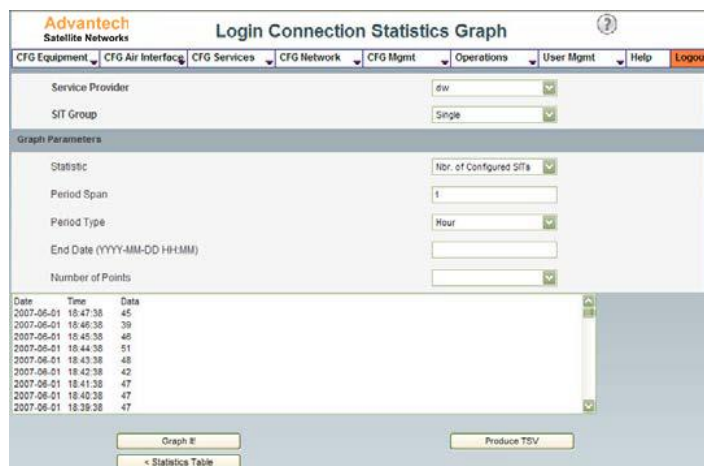 Advantech
Satellite Networks
Login Connection Statistics Graph
?
CFG Equipment CFG Air Interface CFG Services CFG Network CFG Mgmt Operations User Mgmt Help Logou
Service Provider dw
SIT Group Single
Graph Parameters
Statistic Nbr. of Configured SITs
Period Span 1
Period Type Hour
End Date (YYYY-MM-DD HH:MM)
Number of Points
Date Time Data
2007-06-01 18:47:38 45
2007-06-01 18:46:38 39
2007-06-01 18:45:38 46
2007-06-01 18:44:38 51
2007-06-01 18:43:38 48
2007-06-01 18:42:38 42
2007-06-01 18:41:38 47
2007-06-01 18:40:38 47
2007-06-01 18:39:38 47
Graph It! Produce TSV
< Statistics Table